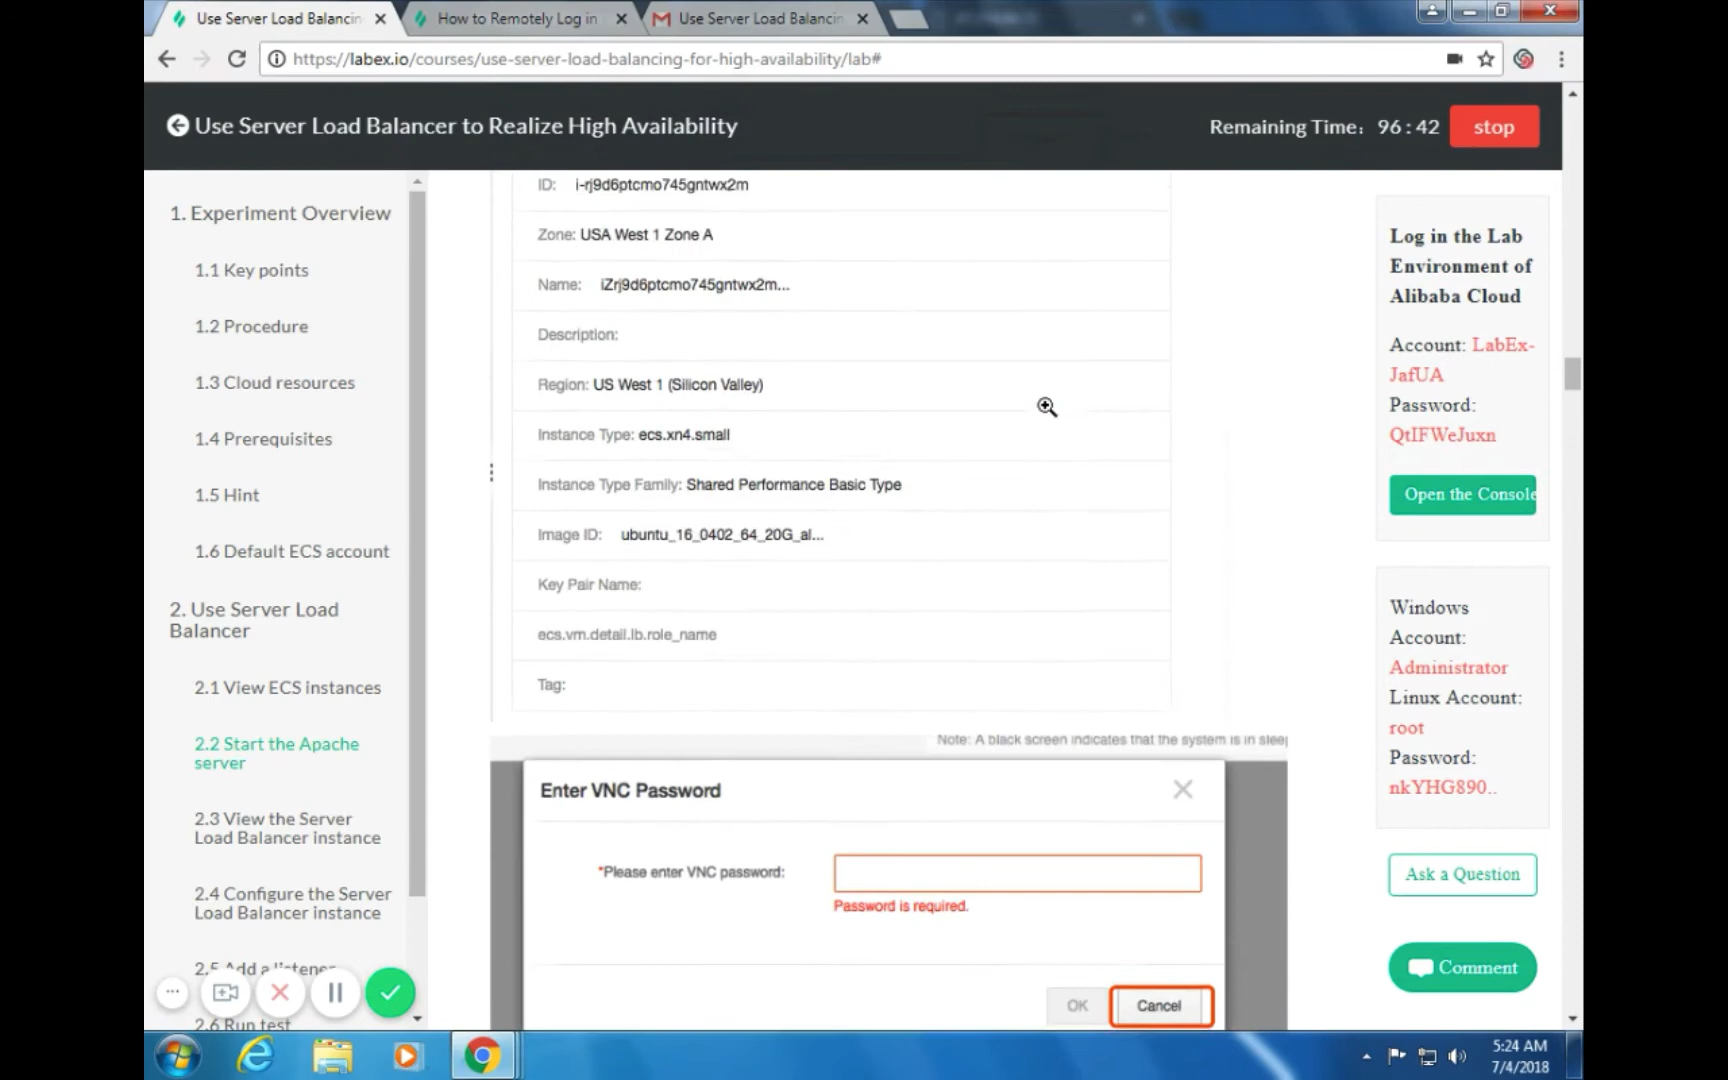 Use Server Load Balancin
How to Remotely Log in
Use Server Load Balancin
https://labex.io/courses/use-server-load-balancing-for-high-availability/lab#
Use Server Load Balancer to Realize High Availability
Remaining Time: 96:42
stop
1. Experiment Overview
1.1 Key points
1.2 Procedure
1.3 Cloud resources
1.4 Prerequisites
1.5 Hint
1.6 Default ECS account
2. Use Server Load
Balancer
2.1 View ECS instances
2.2 Start the Apache
server
2.3 View the Server
Load Balancer instance
2.4 Configure the Server
Load Balancer instance
2.5 Add a listener
2.6 Run test
ID: i-rj9d6ptcmo745gntwx2m
Zone: USA West 1 Zone A
Name: iZrj9d6ptcmo745gntwx2m...
Description:
Region: US West 1 (Silicon Valley)
Instance Type: ecs.xn4.small
Instance Type Family: Shared Performance Basic Type
Image ID: ubuntu_16_0402_64_20G_al...
Key Pair Name:
ecs.vm.detail.lb.role_name
Tag:
Note: A black screen indicates that the system is in sleep
Enter VNC Password
*Please enter VNC password:
Password is required.
OK
Cancel
Log in the Lab
Environment of
Alibaba Cloud
Account: LabEx-
JafUA
Password:
QtIFWeJuxn
Open the Console
Windows
Account:
Administrator
Linux Account:
root
Password:
nkYHG890..
Ask a Question
Comment
5:24 AM
7/4/2018